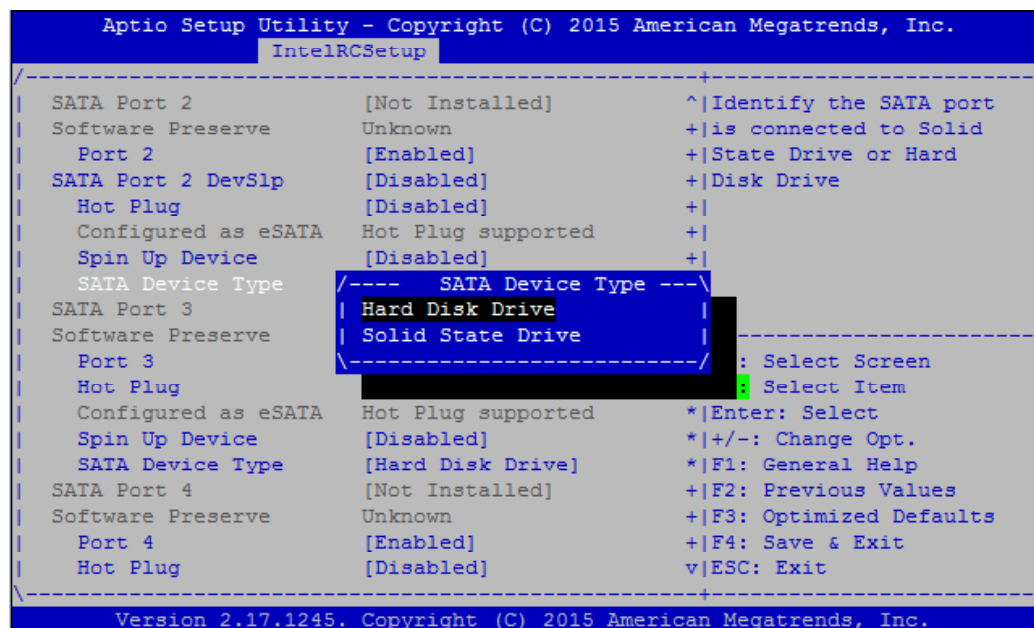 Aptio Setup Utility - Copyright (C) 2015 American Megatrends, Inc.
IntelRCSetup
/----------------------------------------------------+-------------------------
| SATA Port 2 [Not Installed] ^|Identify the SATA port
| Software Preserve Unknown +|is connected to Solid
| Port 2 [Enabled] +|State Drive or Hard
| SATA Port 2 DevSlp [Disabled] +|Disk Drive
| Hot Plug [Disabled] +|
| Configured as eSATA Hot Plug supported +|
| Spin Up Device [Disabled] +|
| SATA Device Type /---- SATA Device Type ---\
| SATA Port 3 | Hard Disk Drive |
| Software Preserve | Solid State Drive | -----------------------
| Port 3 \---------------------------/ : Select Screen
| Hot Plug : Select Item
| Configured as eSATA Hot Plug supported *|Enter: Select
| Spin Up Device [Disabled] *|+/-: Change Opt.
| SATA Device Type [Hard Disk Drive] *|F1: General Help
| SATA Port 4 [Not Installed] +|F2: Previous Values
| Software Preserve Unknown +|F3: Optimized Defaults
| Port 4 [Enabled] +|F4: Save & Exit
| Hot Plug [Disabled] v|ESC: Exit
\----------------------------------------------------+-------------------------
Version 2.17.1245. Copyright (C) 2015 American Megatrends, Inc.